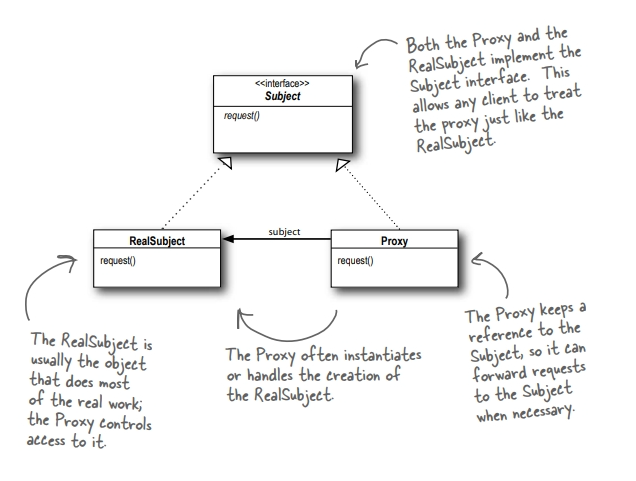 Both the Proxy and the
RealSubject implement the
Subject interface. This
allows any client to treat
the proxy just like the
RealSubject.
<<interface>>
Subject
request()
RealSubject
request()
subject
Proxy
request()
The RealSubject is
usually the object
that does most
of the real work;
the Proxy controls
access to it.
The Proxy often instantiates
or handles the creation of
the RealSubject.
The Proxy keeps a
reference to the
Subject, so it can
forward requests
to the Subject
when necessary.